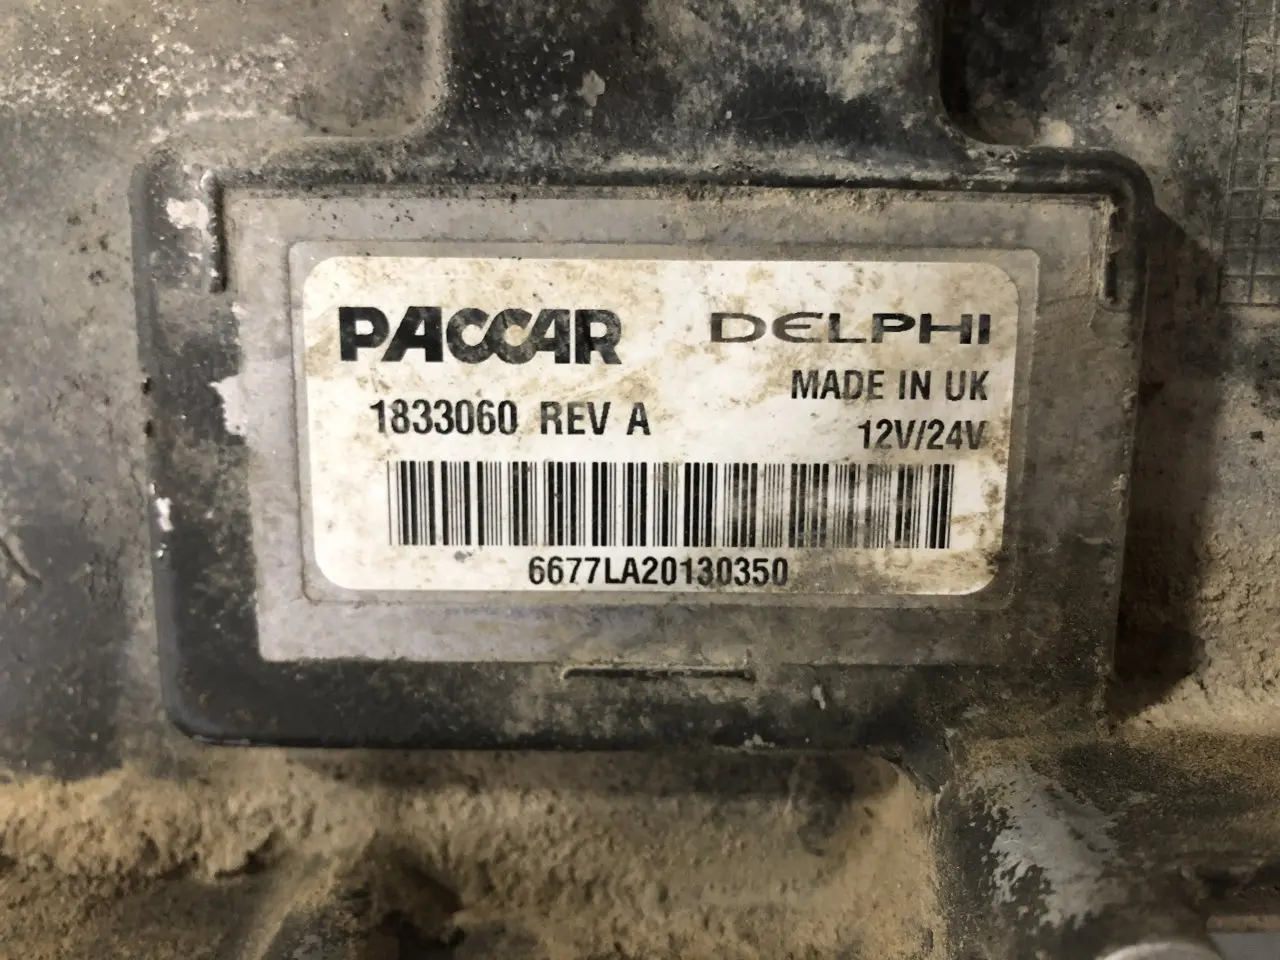 PACCAR DELPHI
MADE IN UK
1833060 REV A
12V/24V
6677LA20130350